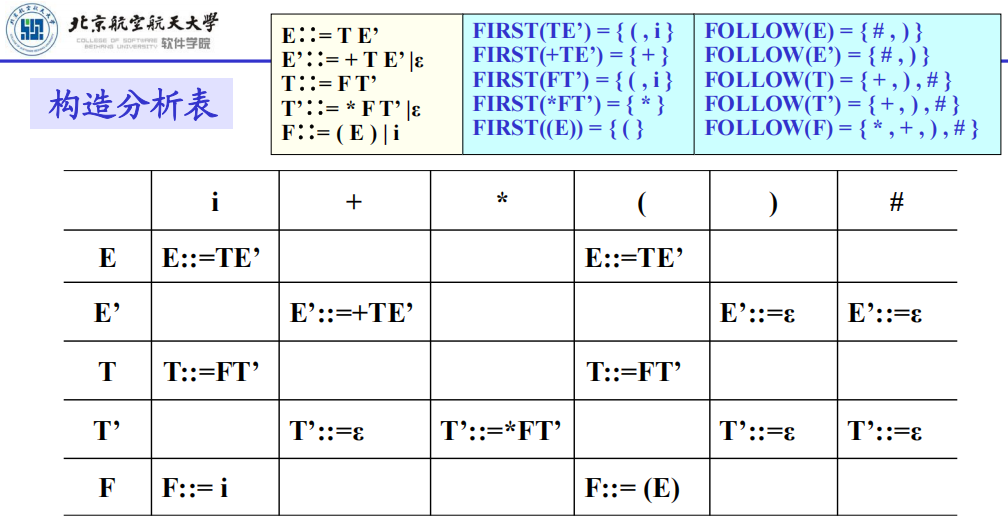 北京航空航天大學
COLLEGE OF SOFTWARE
BEIHANG UNIVERSITY 软件学院
构造分析表
E::= T E’
E’::= + T E’ |ε
T::= F T’
T’::= * F T’ |ε
F::= ( E ) | i
FIRST(TE’) = { ( , i }
FIRST(+TE’) = { + }
FIRST(FT’) = { (, i }
FIRST(*FT’) = { * }
FIRST((E)) = { ( }
FOLLOW(E) = { # , ) }
FOLLOW(E’) = { #, ) }
FOLLOW(T) = { + , ) , # }
FOLLOW(T’) = { + , ) , # }
FOLLOW(F) = { * , + , ) , # }
i + * ( ) #
E E::=TE’ E::=TE’
E’ E’::=+TE’ E’::=ε E’::=ε
T T::=FT’ T::=FT’
T’ T’::=ε T’::=*FT’ T’::=ε T’::=ε
F F::= i F::= (E)